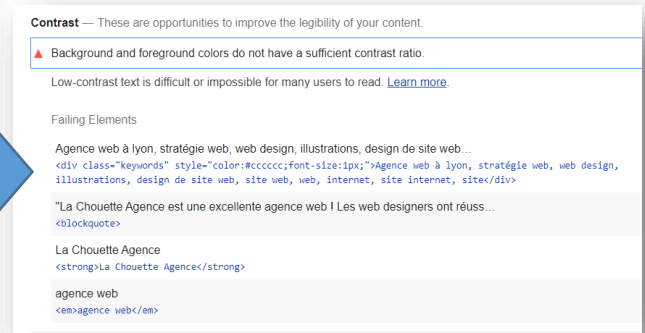 Contrast — These are opportunities to improve the legibility of your content.
Background and foreground colors do not have a sufficient contrast ratio.
Low-contrast text is difficult or impossible for many users to read. Learn more.
Failing Elements
Agence web à lyon, stratégie web, web design, illustrations, design de site web...
<div class="keywords" style="color:#cccccc;font-size:1px;">Agence web à lyon, stratégie web, web design,
illustrations, design de site web, site web, web, internet, site internet, site</div>
"La Chouette Agence est une excellente agence web ! Les web designers ont réuss...
<blockquote>
La Chouette Agence
<strong>La Chouette Agence</strong>
agence web
<em>agence web</em>